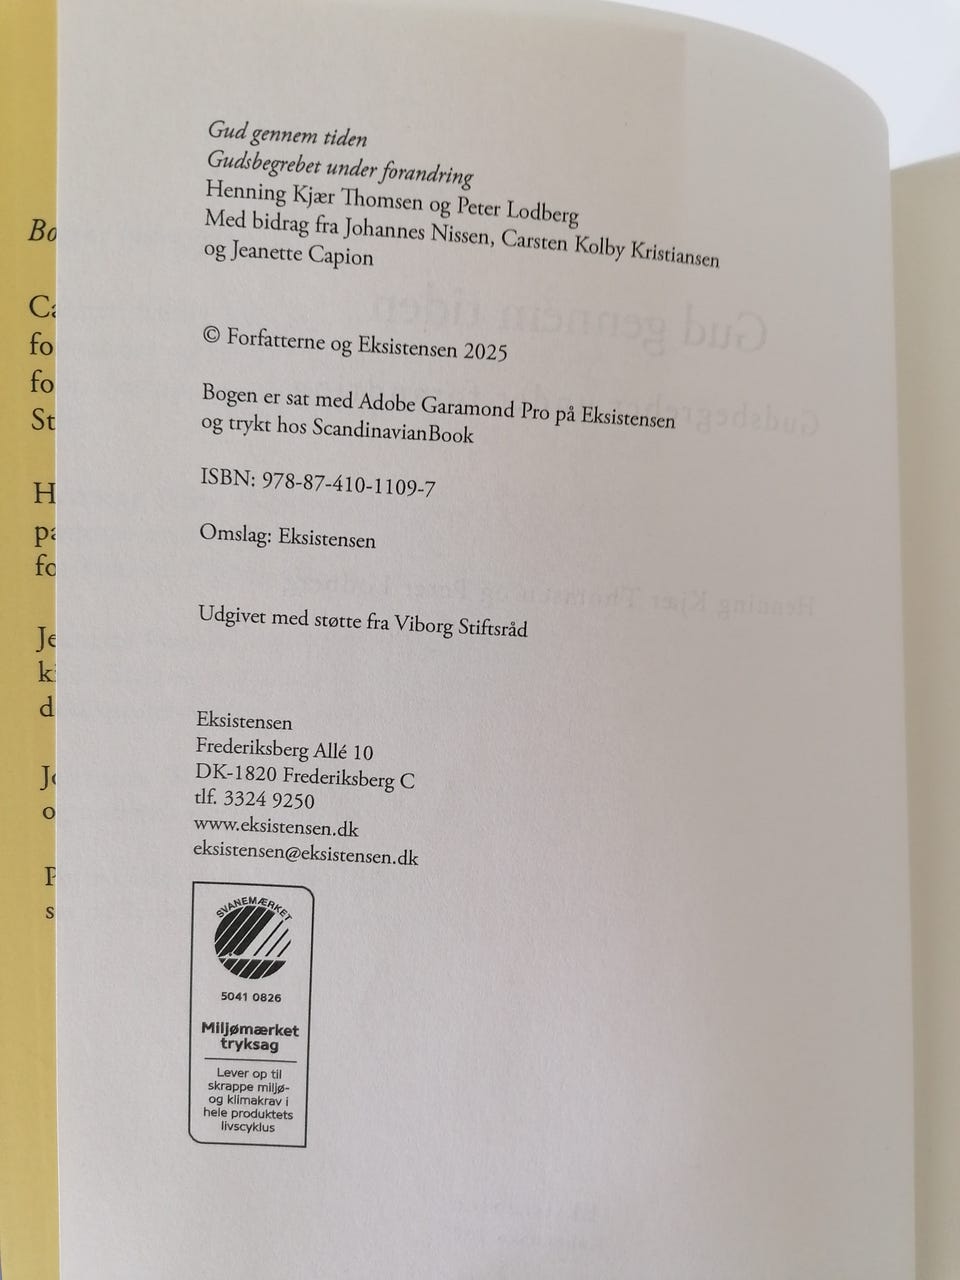 Gud gennem tiden
Gudsbegrebet under forandring
Henning Kjær Thomsen og Peter Lodberg
Med bidrag fra Johannes Nissen, Carsten Kolby Kristiansen
og Jeanette Capion
© Forfatterne og Eksistensen 2025
Bogen er sat med Adobe Garamond Pro på Eksistensen
og trykt hos ScandinavianBook
ISBN: 978-87-410-1109-7
Omslag: Eksistensen
Udgivet med støtte fra Viborg Stiftsråd
Eksistensen
Frederiksberg Allé 10
DK-1820 Frederiksberg C
tlf. 3324 9250
www.eksistensen.dk
eksistensen@eksistensen.dk
SVANEMÆRKET
5041 0826
Miljømærket
tryksag
Lever op til
skrappe miljø-
og klimakrav i
hele produktets
livscyklus